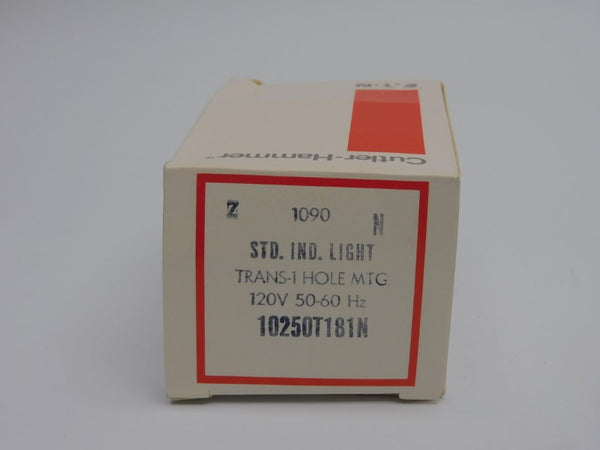 E·T·N
Cutler-Hammer
Z 1090 N
STD. IND. LIGHT
TRANS-1 HOLE MTG.
120V 50-60 Hz
10250T181N